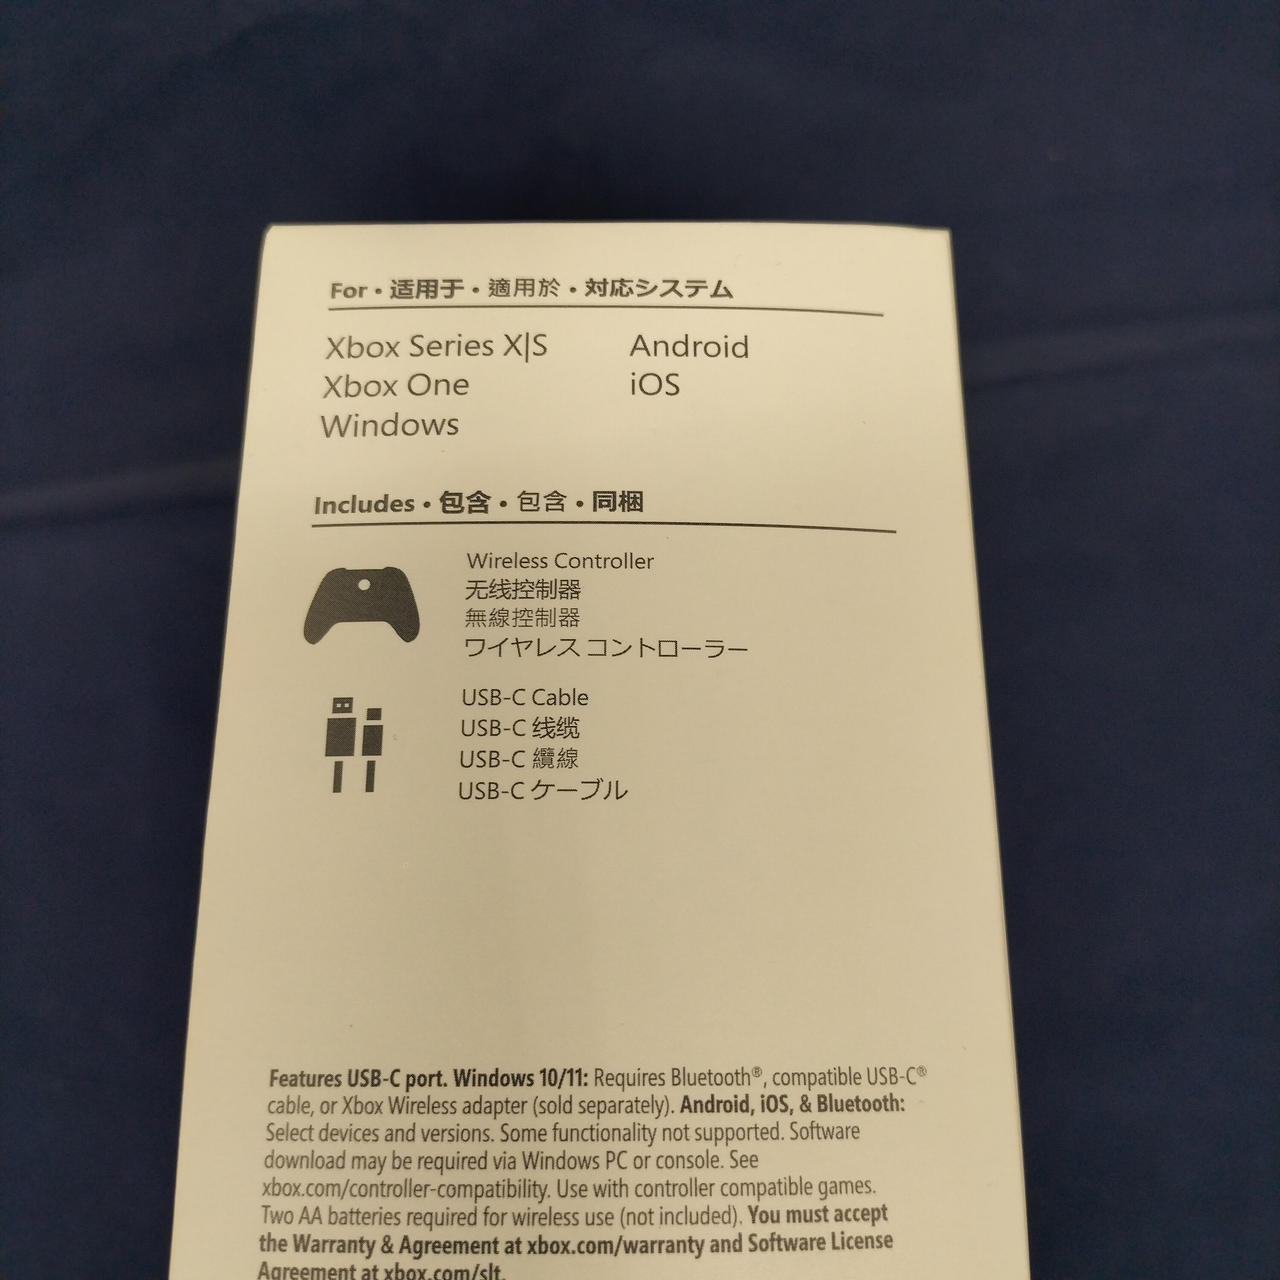 For • 适用于 • 適用於 • 対応システム
Xbox Series X|S
Xbox One
Windows
Android
iOS
Includes • 包含 • 包含 • 同梱
Wireless Controller
无线控制器
無線控制器
ワイヤレス コントローラー
USB-C Cable
USB-C 线缆
USB-C 纜線
USB-C ケーブル
Features USB-C port. Windows 10/11: Requires Bluetooth®, compatible USB-C®
cable, or Xbox Wireless adapter (sold separately). Android, iOS, & Bluetooth:
Select devices and versions. Some functionality not supported. Software
download may be required via Windows PC or console. See
xbox.com/controller-compatibility. Use with controller compatible games.
Two AA batteries required for wireless use (not included). You must accept
the Warranty & Agreement at xbox.com/warranty and Software License
Agreement at xbox.com/slt.